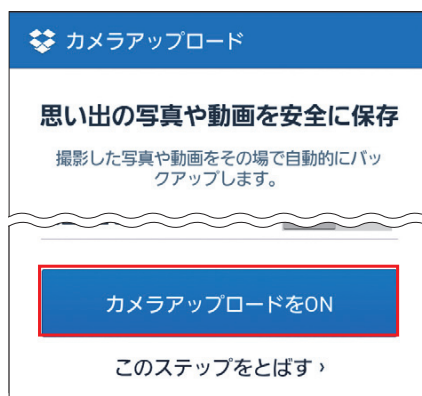 カメラアップロード
思い出の写真や動画を安全に保存
撮影した写真や動画をその場で自動的にバッ
クアップします。
カメラアップロードをON
このステップをとばす ›